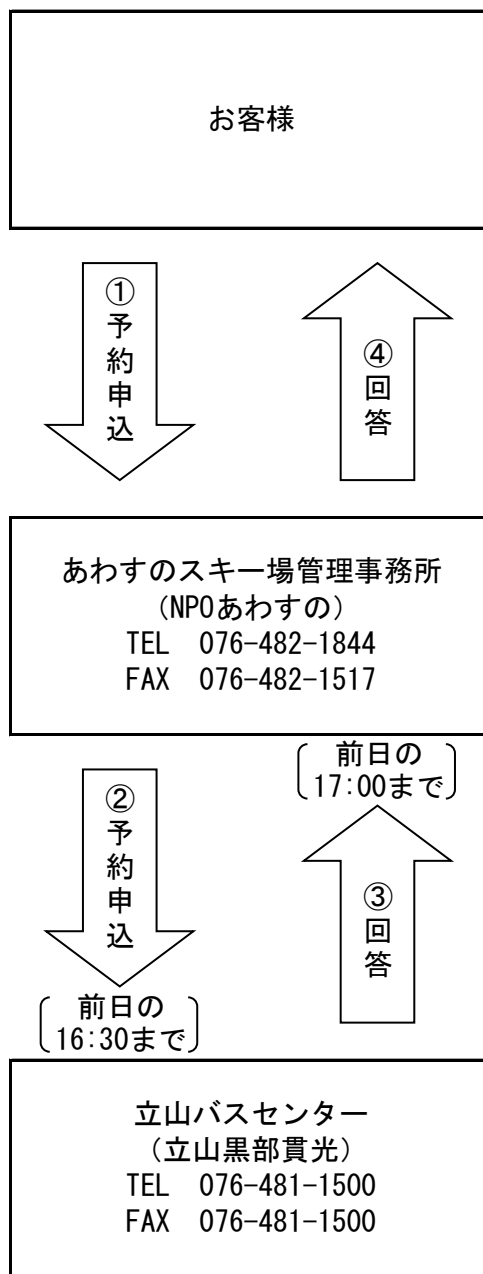 お客様
①予約申込
④回答
あわすのスキー場管理事務所
(NPOあわすの)
TEL 076-482-1844
FAX 076-482-1517
前日の
17:00まで
②予約申込
③回答
前日の
16:30まで
立山バスセンター
(立山黒部貫光)
TEL 076-481-1500
FAX 076-481-1500